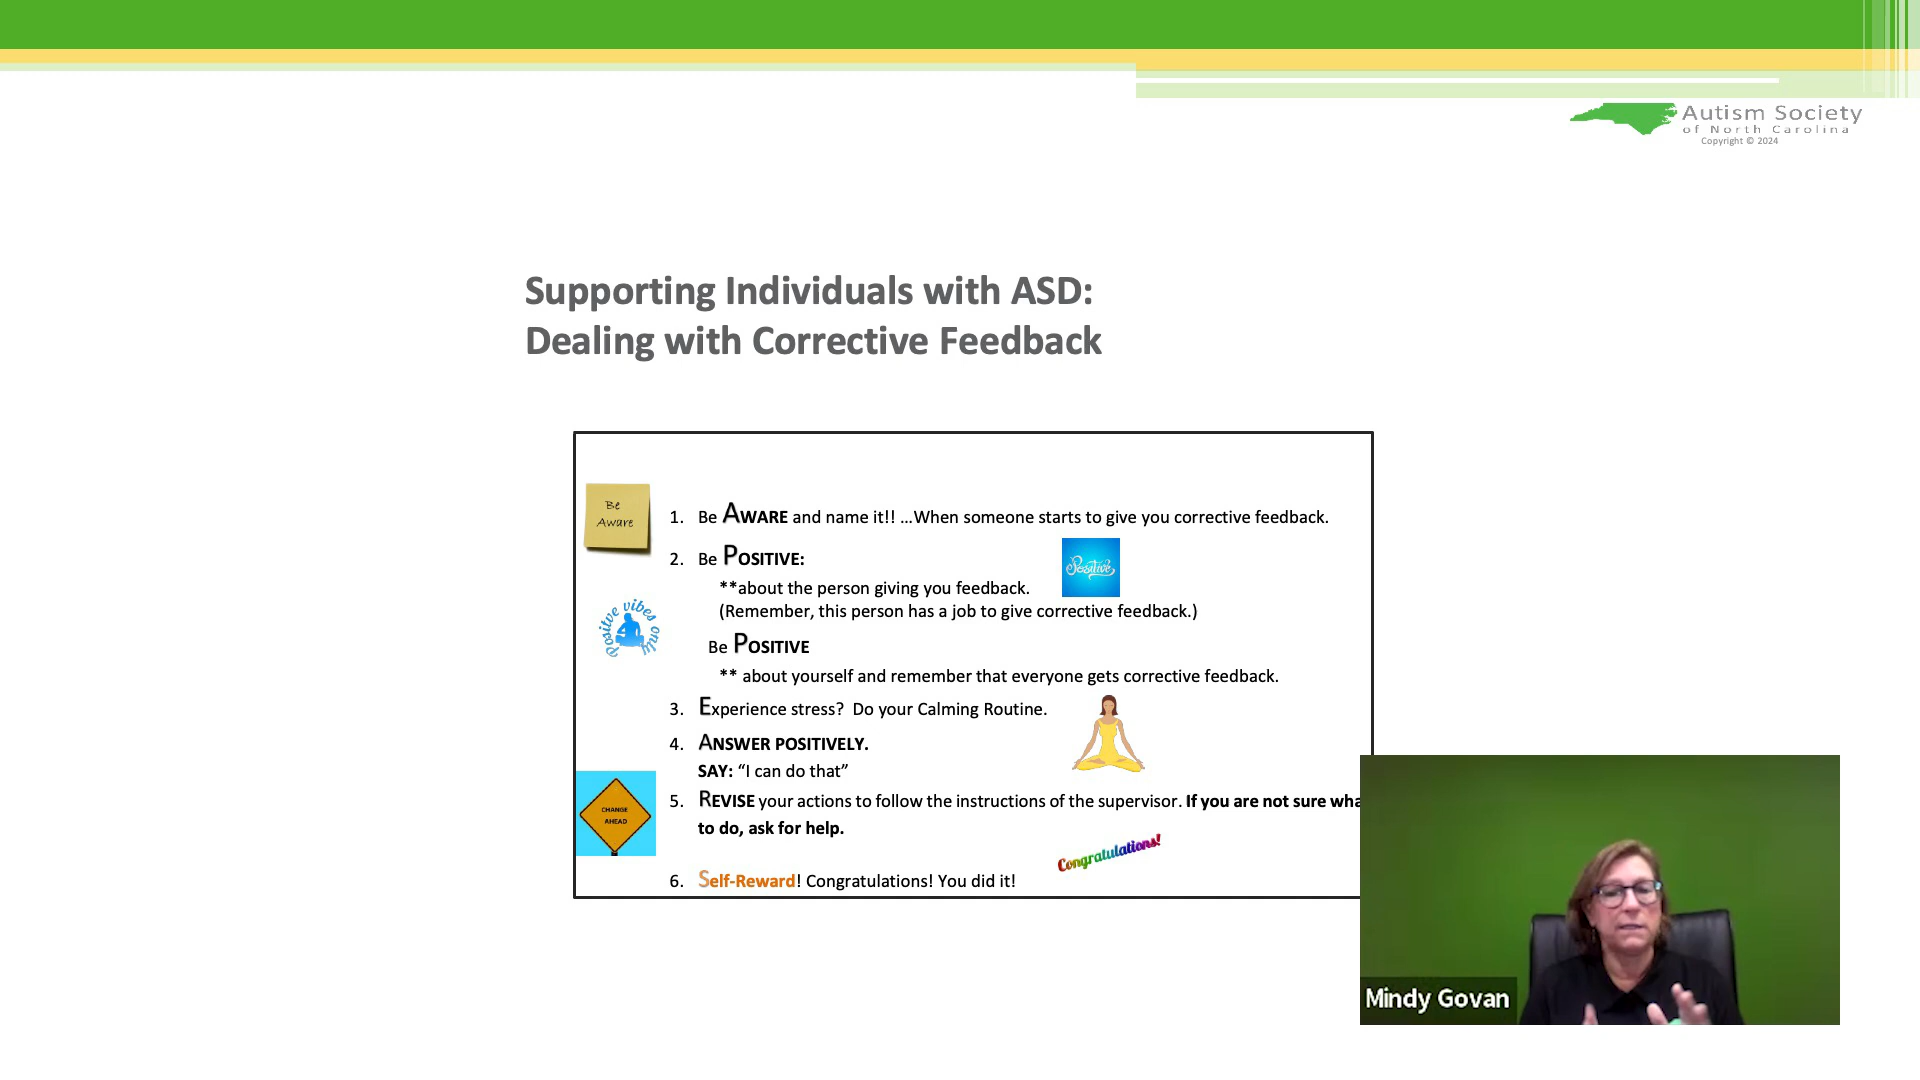 Autism Society
of North Carolina
Copyright © 2024
Supporting Individuals with ASD:
Dealing with Corrective Feedback
Be
Aware
1. Be AWARE and name it!! …When someone starts to give you corrective feedback.
2. Be POSITIVE:
Positive
**about the person giving you feedback.
(Remember, this person has a job to give corrective feedback.)
Positive vibes only
Be POSITIVE
** about yourself and remember that everyone gets corrective feedback.
3. Experience stress? Do your Calming Routine.
4. ANSWER POSITIVELY.
SAY: “I can do that”
CHANGE
AHEAD
5. REVISE your actions to follow the instructions of the supervisor. If you are not sure
to do, ask for help.
Congratulations!
6. Self-Reward! Congratulations! You did it!
Mindy Govan